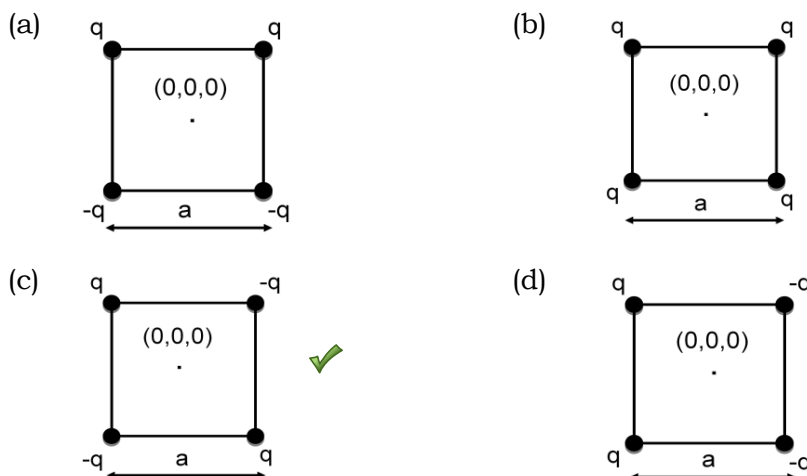 (a) q q (b) q q
(0,0,0) (0,0,0)
-q a -q q a q
(c) q -q (d) q -q
(0,0,0) (0,0,0)
-q a q q a -q